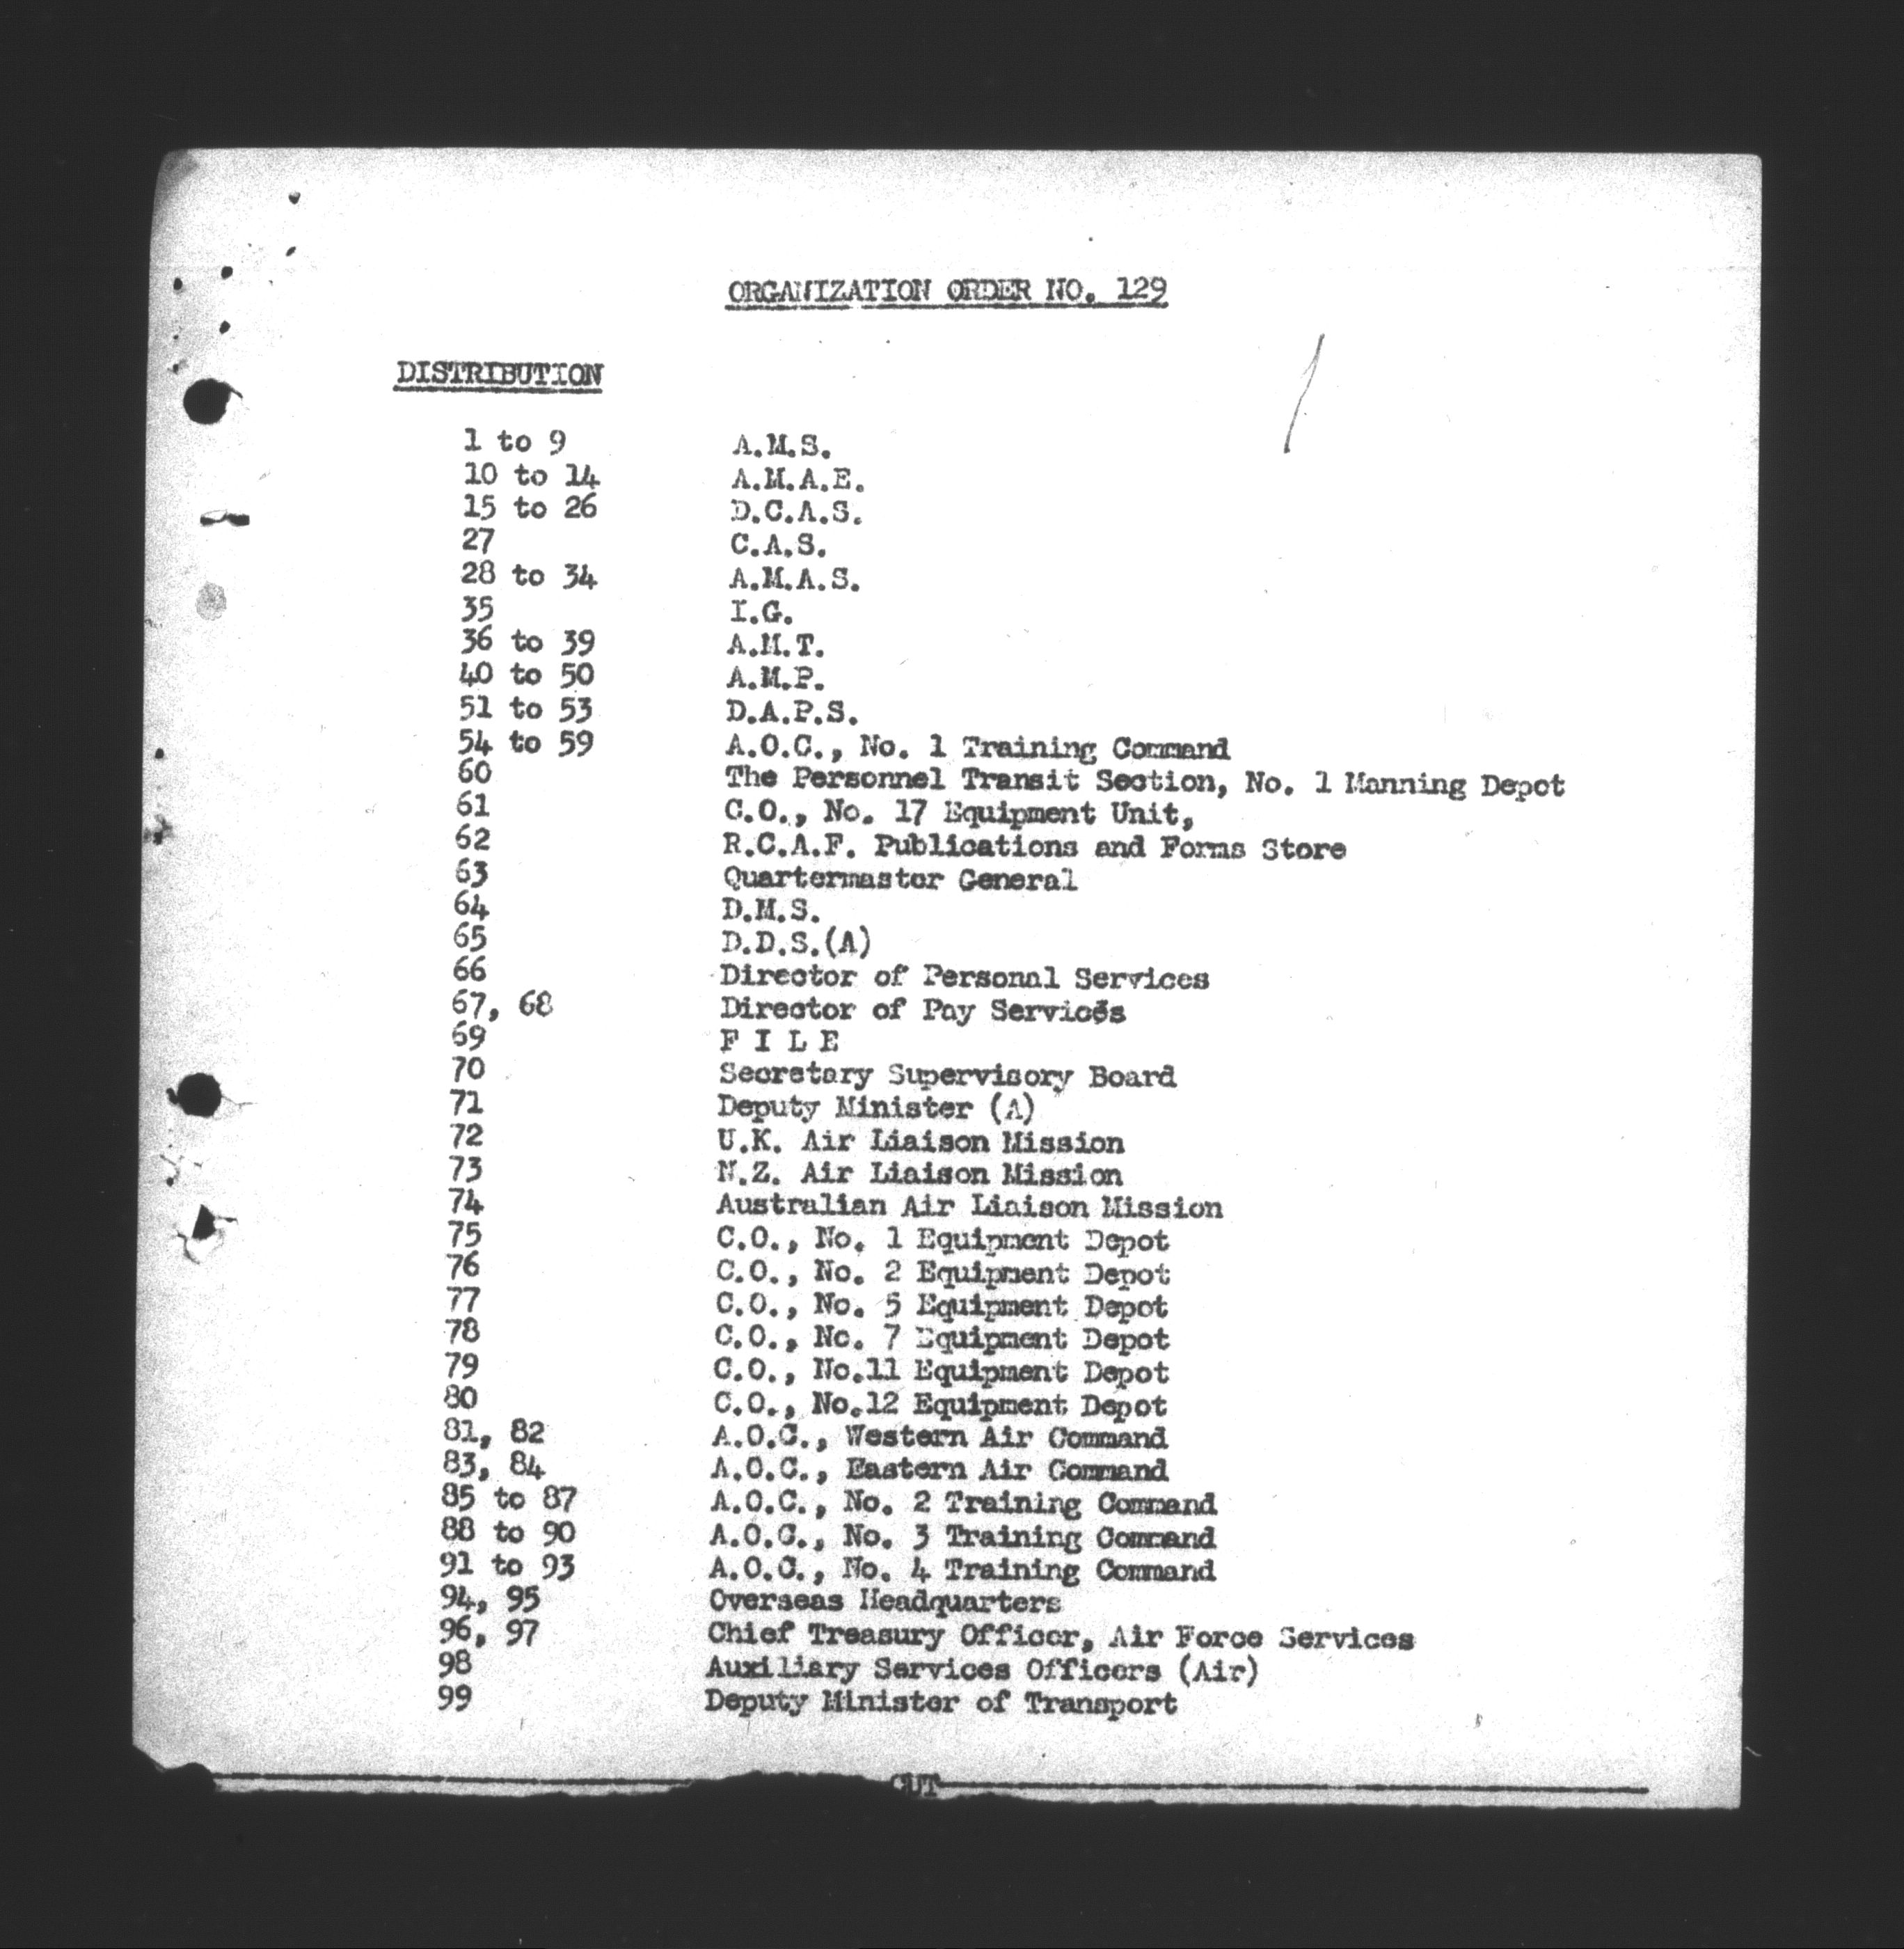 ORGANIZATION ORDER NO. 129
DISTRIBUTION
1 to 9 A.M.S.
10 to 14 A.M.A.E.
15 to 26 D.C.A.S.
27 C.A.S.
28 to 34 A.M.A.S.
35 I.G.
36 to 39 A.M.T.
40 to 50 A.M.P.
51 to 53 D.A.P.S.
54 to 59 A.O.C., No. 1 Training Command
60 The Personnel Transit Section, No. 1 Manning Depot
61 C.O., No. 17 Equipment Unit,
62 R.C.A.F. Publications and Forms Store
63 Quartermaster General
64 D.M.S.
65 D.D.S.(A)
66 Director of Personal Services
67, 68 Director of Pay Services
69 F I L E
70 Secretary Supervisory Board
71 Deputy Minister (A)
72 U.K. Air Liaison Mission
73 N.Z. Air Liaison Mission
74 Australian Air Liaison Mission
75 C.O., No. 1 Equipment Depot
76 C.O., No. 2 Equipment Depot
77 C.O., No. 5 Equipment Depot
78 C.O., No. 7 Equipment Depot
79 C.O., No.11 Equipment Depot
80 C.O., No.12 Equipment Depot
81, 82 A.O.C., Western Air Command
83, 84 A.O.C., Eastern Air Command
85 to 87 A.O.C., No. 2 Training Command
88 to 90 A.O.C., No. 3 Training Command
91 to 93 A.O.C., No. 4 Training Command
94, 95 Overseas Headquarters
96, 97 Chief Treasury Officer, Air Force Services
98 Auxiliary Services Officers (Air)
99 Deputy Minister of Transport
CUT